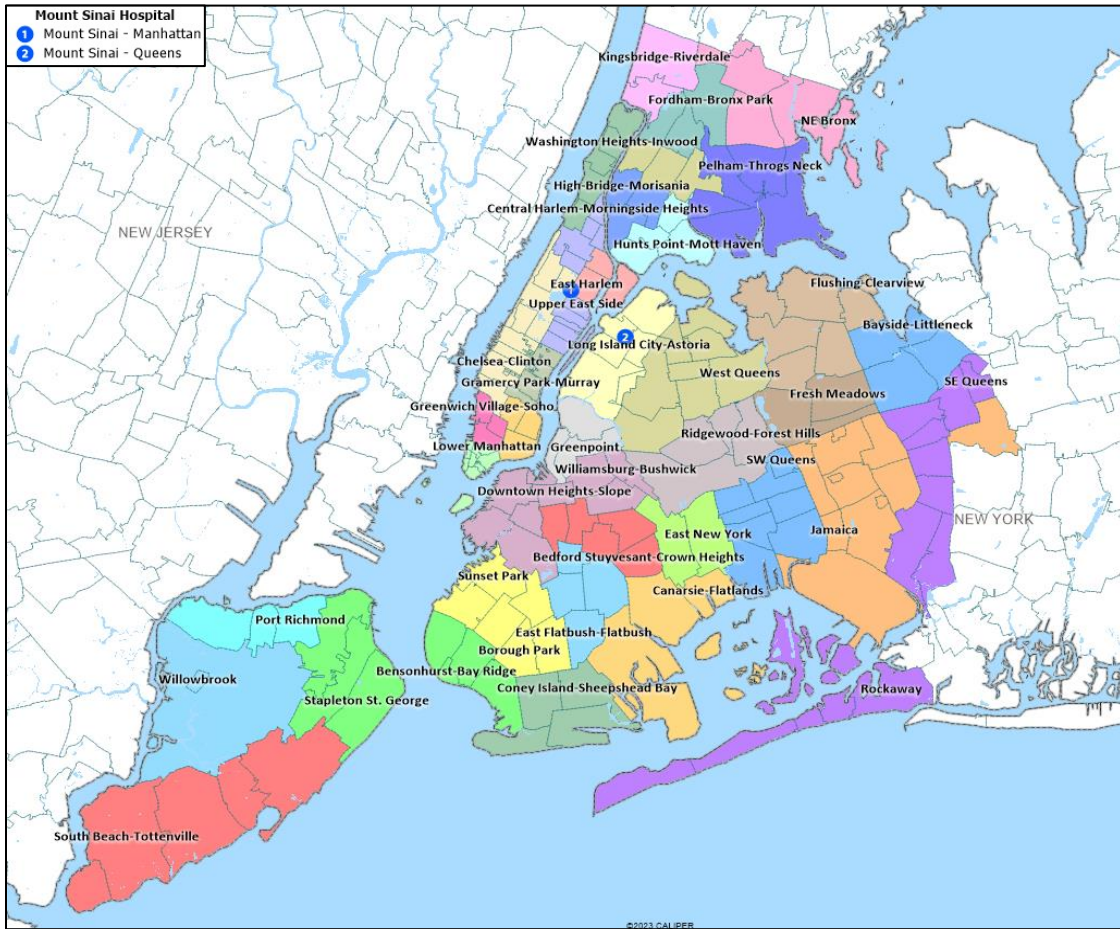 Mount Sinai Hospital
1 Mount Sinai - Manhattan
2 Mount Sinai - Queens
Kingsbridge-Riverdale
Fordham-Bronx Park
NE Bronx
Washington Heights-Inwood
Pelham-Throgs Neck
High-Bridge-Morisania
Central Harlem-Morningside Heights
NEW JERSEY
Hunts Point-Mott Haven
East Harlem
Flushing-Clearview
1
Upper East Side
Bayside-Littleneck
2
Long Island City-Astoria
Chelsea-Clinton
West Queens
Gramercy Park-Murray
SE Queens
Fresh Meadows
Greenwich Village-Soho
Ridgewood-Forest Hills
Lower Manhattan
Greenpoint
SW Queens
Williamsburg-Bushwick
Downtown Heights-Slope
NEW YORK
East New York
Jamaica
Bedford Stuyvesant-Crown Heights
Sunset Park
Canarsie-Flatlands
Port Richmond
East Flatbush-Flatbush
Borough Park
Bensonhurst-Bay Ridge
Willowbrook
Coney Island-Sheepshead Bay
Rockaway
Stapleton St. George
South Beach-Tottenville
©2023 CALIPER